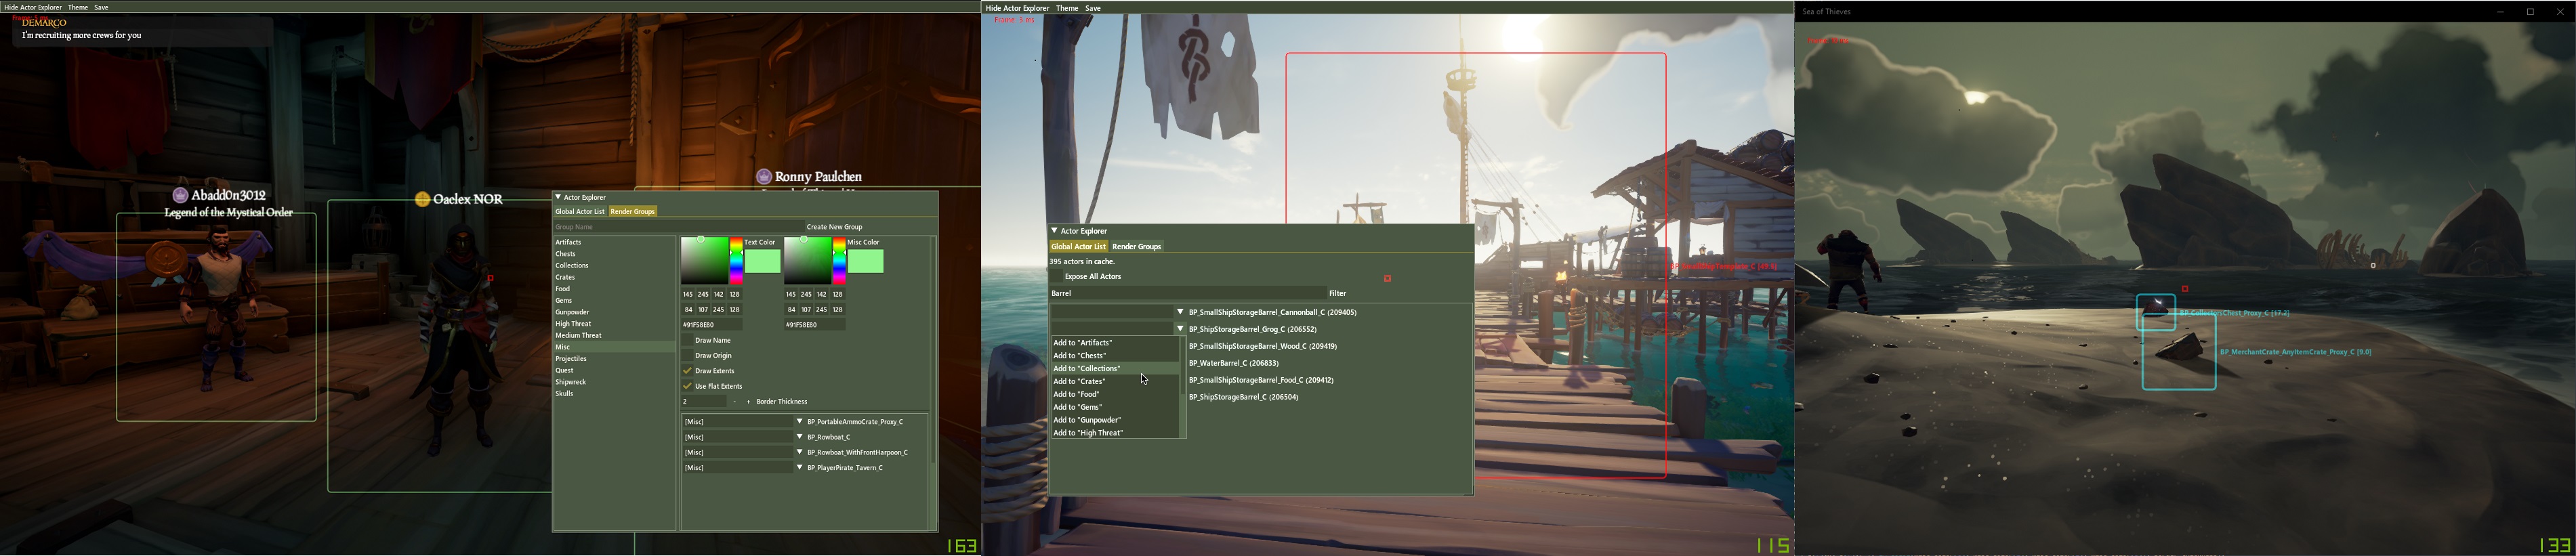 Hide Actor Explorer Theme Save
DEMARCO
I'm recruiting more crews for you
Abadd0n3012
Legend of the Mystical Order
Oaclex NOR
Ronny Paulchen
Actor Explorer
Global Actor List Render Groups
Group Name Create New Group
Artifacts
Chests
Collections
Crates
Food
Gems
Gunpowder
High Threat
Medium Threat
Misc
Projectiles
Quest
Shipwreck
Skulls
Text Color Misc Color
145 245 142 128 145 245 142 128
84 107 245 128 84 107 245 128
#91F58E80 #91F58E80
Draw Name
Draw Origin
Draw Extents
Use Flat Extents
2 - + Border Thickness
[Misc] BP_PortableAmmoCrate_Proxy_C
[Misc] BP_Rowboat_C
[Misc] BP_Rowboat_WithFrontHarpoon_C
[Misc] BP_PlayerPirate_Tavern_C
163
Hide Actor Explorer Theme Save
Frame: 3 ms
Actor Explorer
Global Actor List Render Groups
395 actors in cache.
Expose All Actors
Barrel Filter
BP_SmallShipStorageBarrel_Cannonball_C (209405)
BP_ShipStorageBarrel_Grog_C (206552)
BP_SmallShipStorageBarrel_Wood_C (209419)
BP_WaterBarrel_C (206833)
BP_SmallShipStorageBarrel_Food_C (209412)
BP_ShipStorageBarrel_C (206504)
Add to "Artifacts"
Add to "Chests"
Add to "Collections"
Add to "Crates"
Add to "Food"
Add to "Gems"
Add to "Gunpowder"
Add to "High Threat"
115
Sea of Thieves
BP_CollectorsChest_Proxy_C [17.2]
BP_MerchantCrate_AnyItemCrate_Proxy_C [9.0]
133